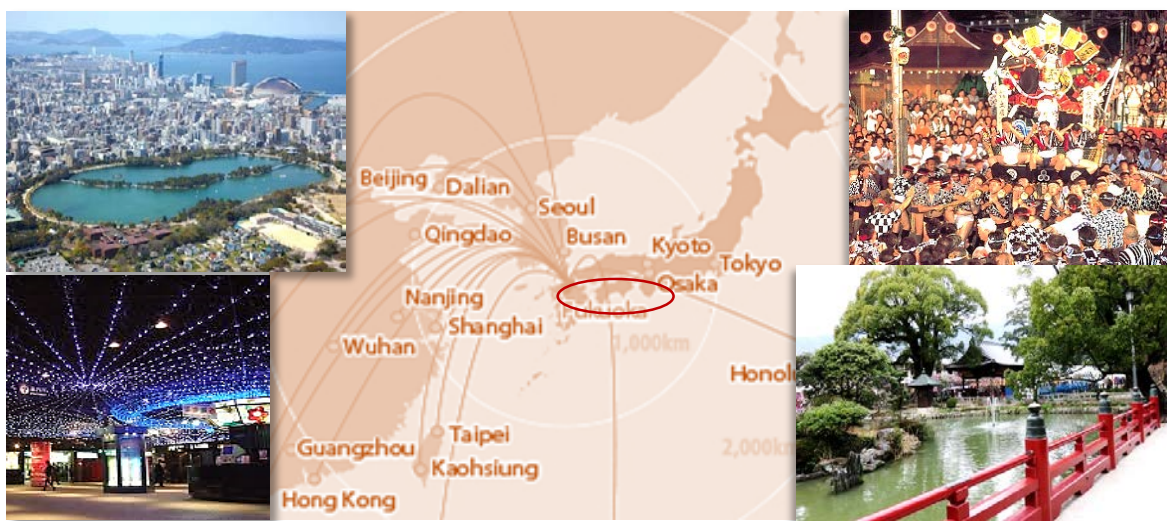 Beijing
Dalian
Seoul
Qingdao
Busan
Kyoto
Tokyo
Osaka
Nanjing
Fukuoka
Shanghai
1,000km
Wuhan
Honol
Taipei
Guangzhou
2,000km
Kaohsiung
Hong Kong